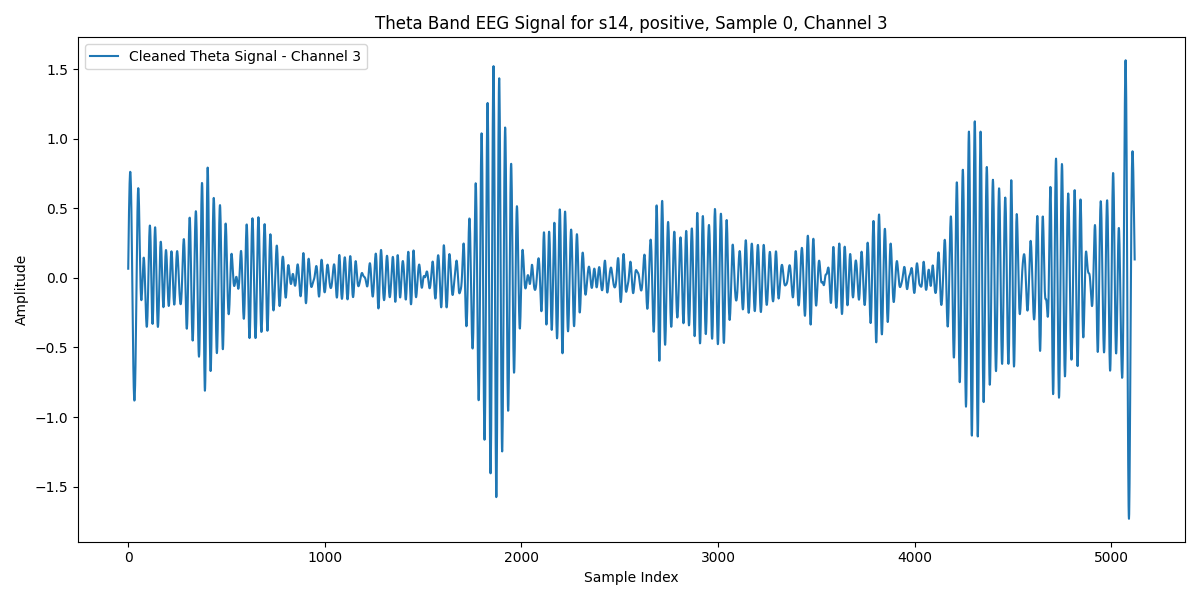 Theta Band EEG Signal for s14, positive, Sample 0, Channel 3
Cleaned Theta Signal - Channel 3
1.5
1.0
0.5
0.0
−0.5
−1.0
−1.5
Amplitude
0 1000 2000 3000 4000 5000
Sample Index